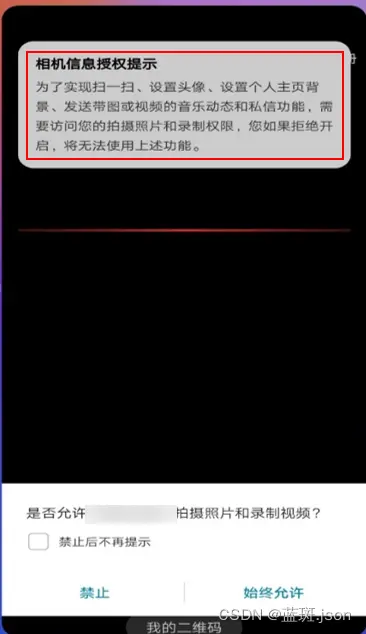 册
相机信息授权提示
为了实现扫一扫、设置头像、设置个人主页背
景、发送带图或视频的音乐动态和私信功能，需
要访问您的拍摄照片和录制权限，您如果拒绝开
启，将无法使用上述功能。
是否允许 拍摄照片和录制视频？
禁止后不再提示
禁止 始终允许
CSDN @蓝斑.json
我的二维码